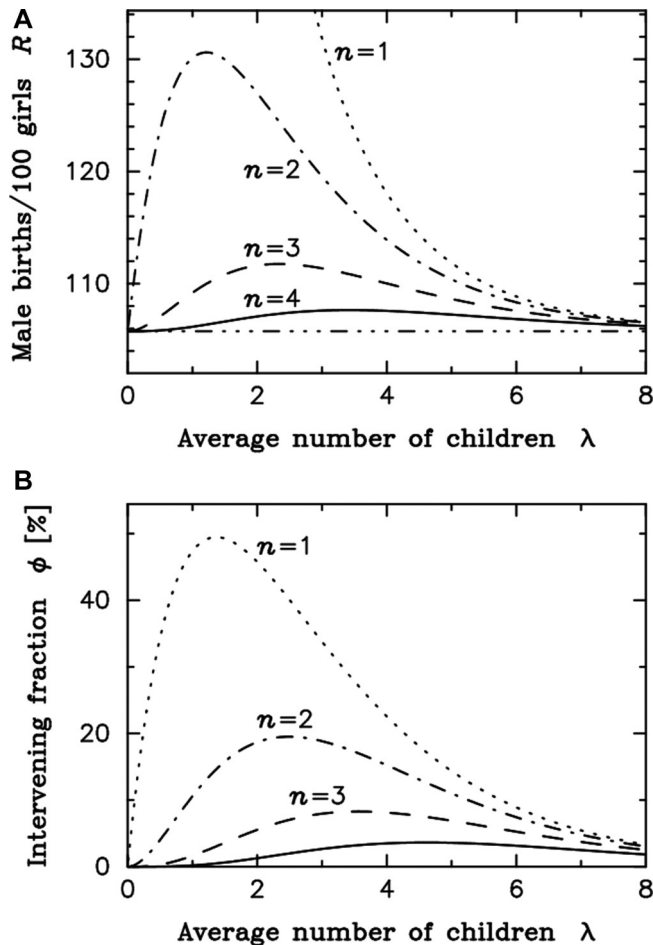 A
Male births/100 girls R
130
120
110
n=1
n=2
n=3
n=4
0
2
4
6
8
Average number of children λ
B
Intervening fraction ϕ [%]
40
20
0
n=1
n=2
n=3
0
2
4
6
8
Average number of children λ